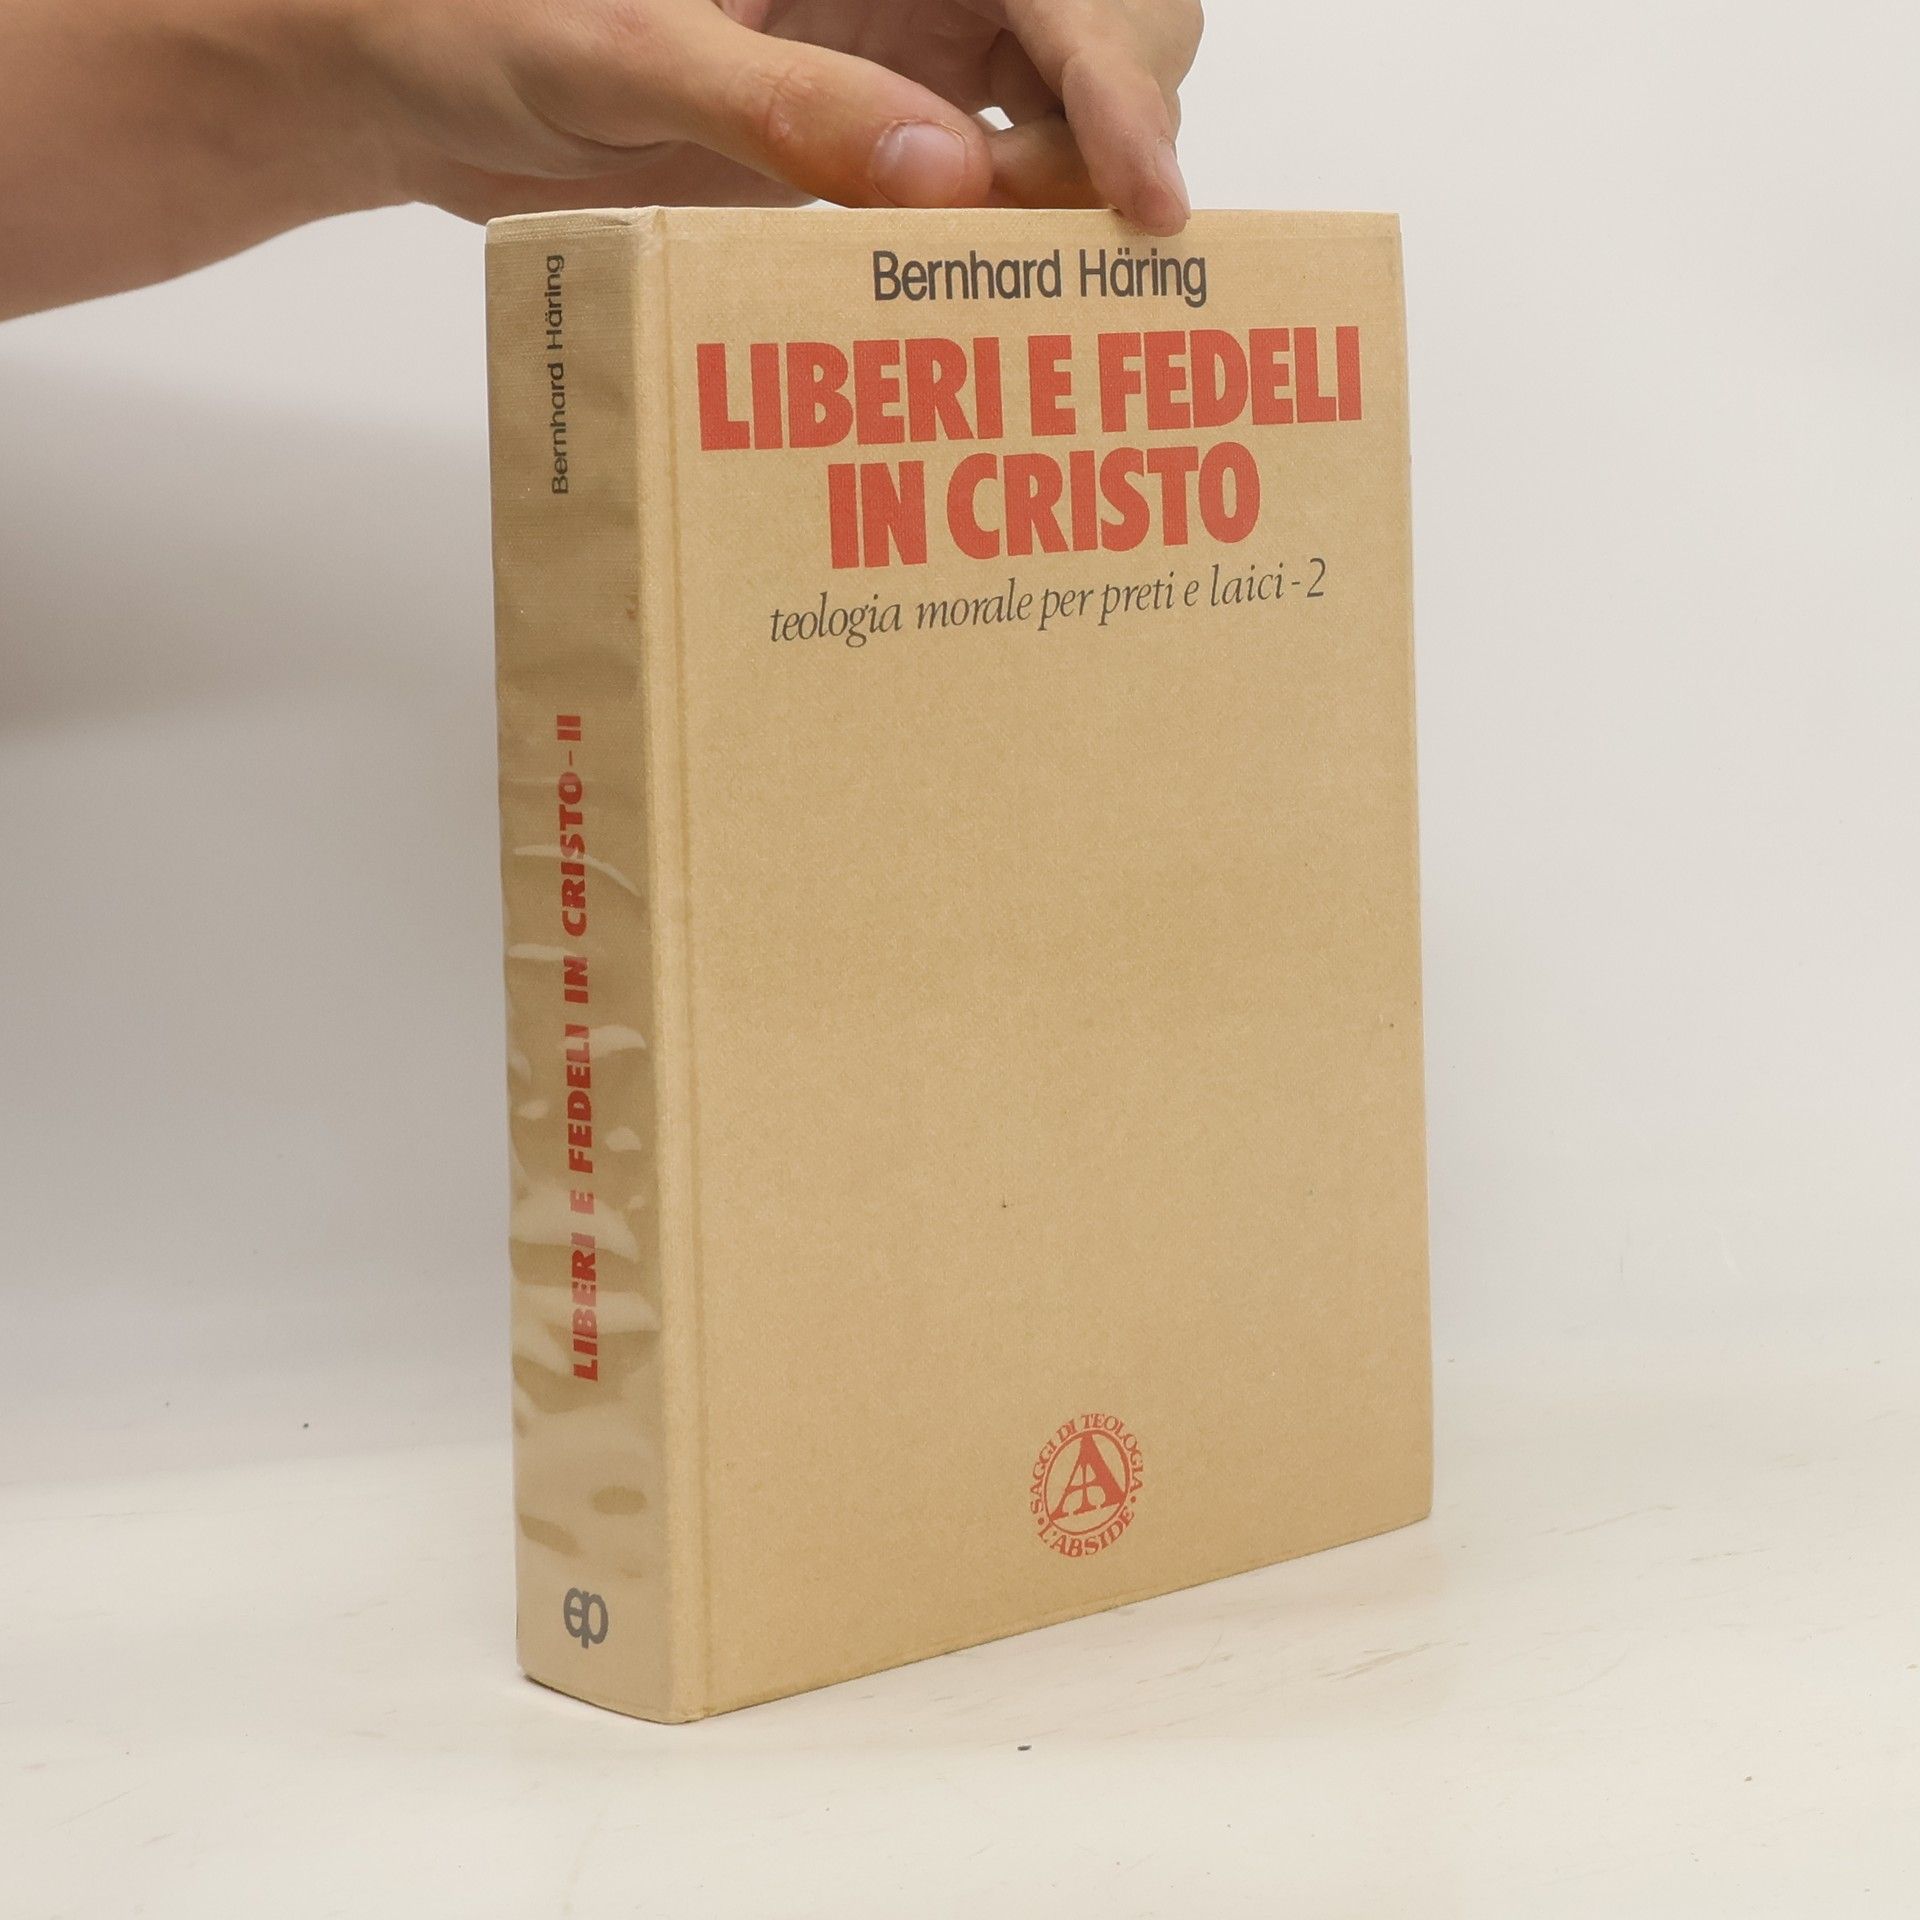 Bernhard Häring
LIBERI E FEDELI
IN CRISTO
teologia morale per preti e laici - 2
SAGGI DI TEOLOGIA
• L'ABSIDE •
A
Bernhard Häring
LIBERI E FEDELI IN CRISTO - II
ep